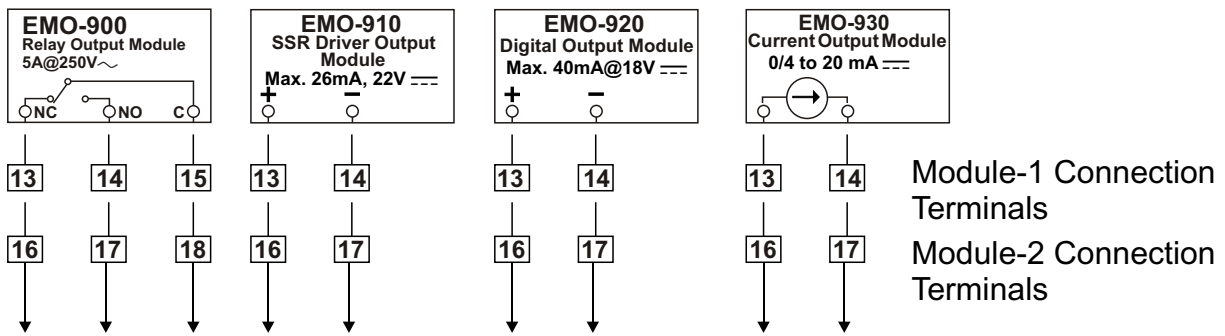 EMO-900
Relay Output Module
5A@250V～
NC NO C
EMO-910
SSR Driver Output
Module
Max. 26mA, 22V ⎓
+ −
EMO-920
Digital Output Module
Max. 40mA@18V ⎓
+ −
EMO-930
Current Output Module
0/4 to 20 mA ⎓
13 14 15 13 14 13 14 13 14
Module-1 Connection
Terminals
16 17 18 16 17 16 17 16 17
Module-2 Connection
Terminals